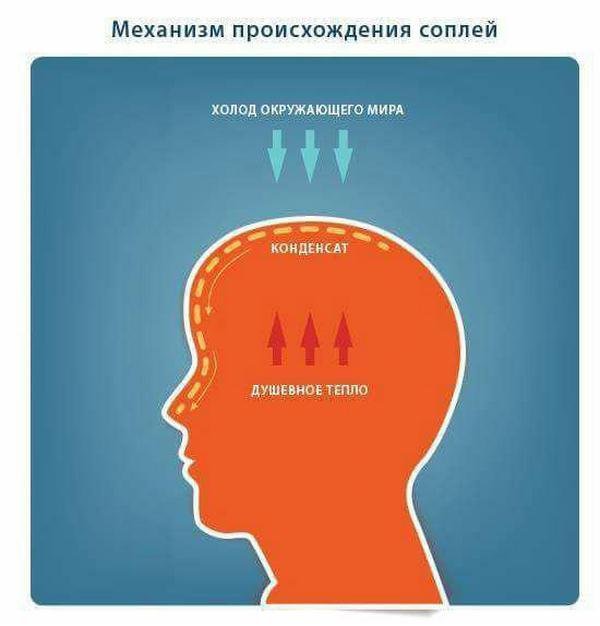 Механизм происхождения соплей
ХОЛОД ОКРУЖАЮЩЕГО МИРА
КОНДЕНСАТ
ДУШЕВНОЕ ТЕПЛО